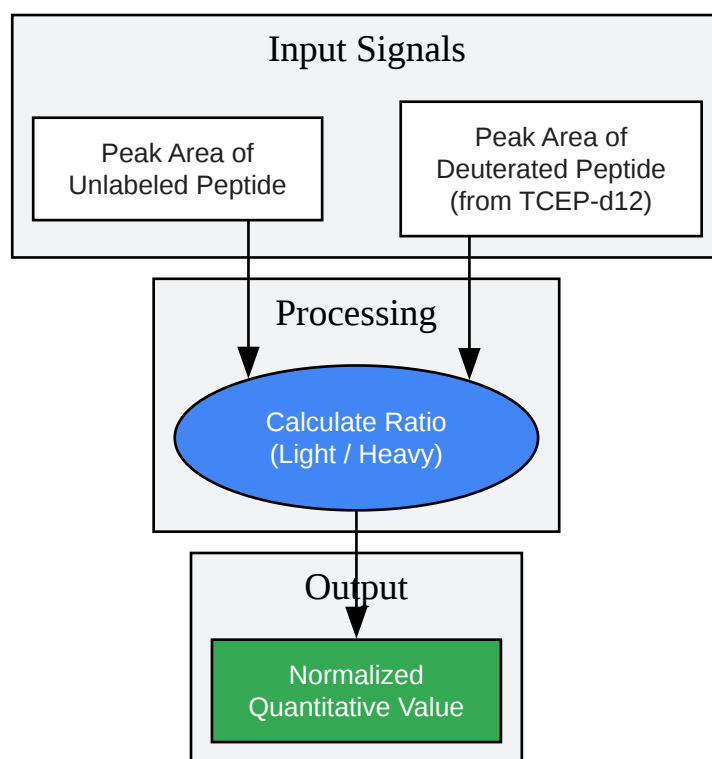 Input Signals
Peak Area of
Unlabeled Peptide
Peak Area of
Deuterated Peptide
(from TCEP-d12)
Processing
Calculate Ratio
(Light / Heavy)
Output
Normalized
Quantitative Value